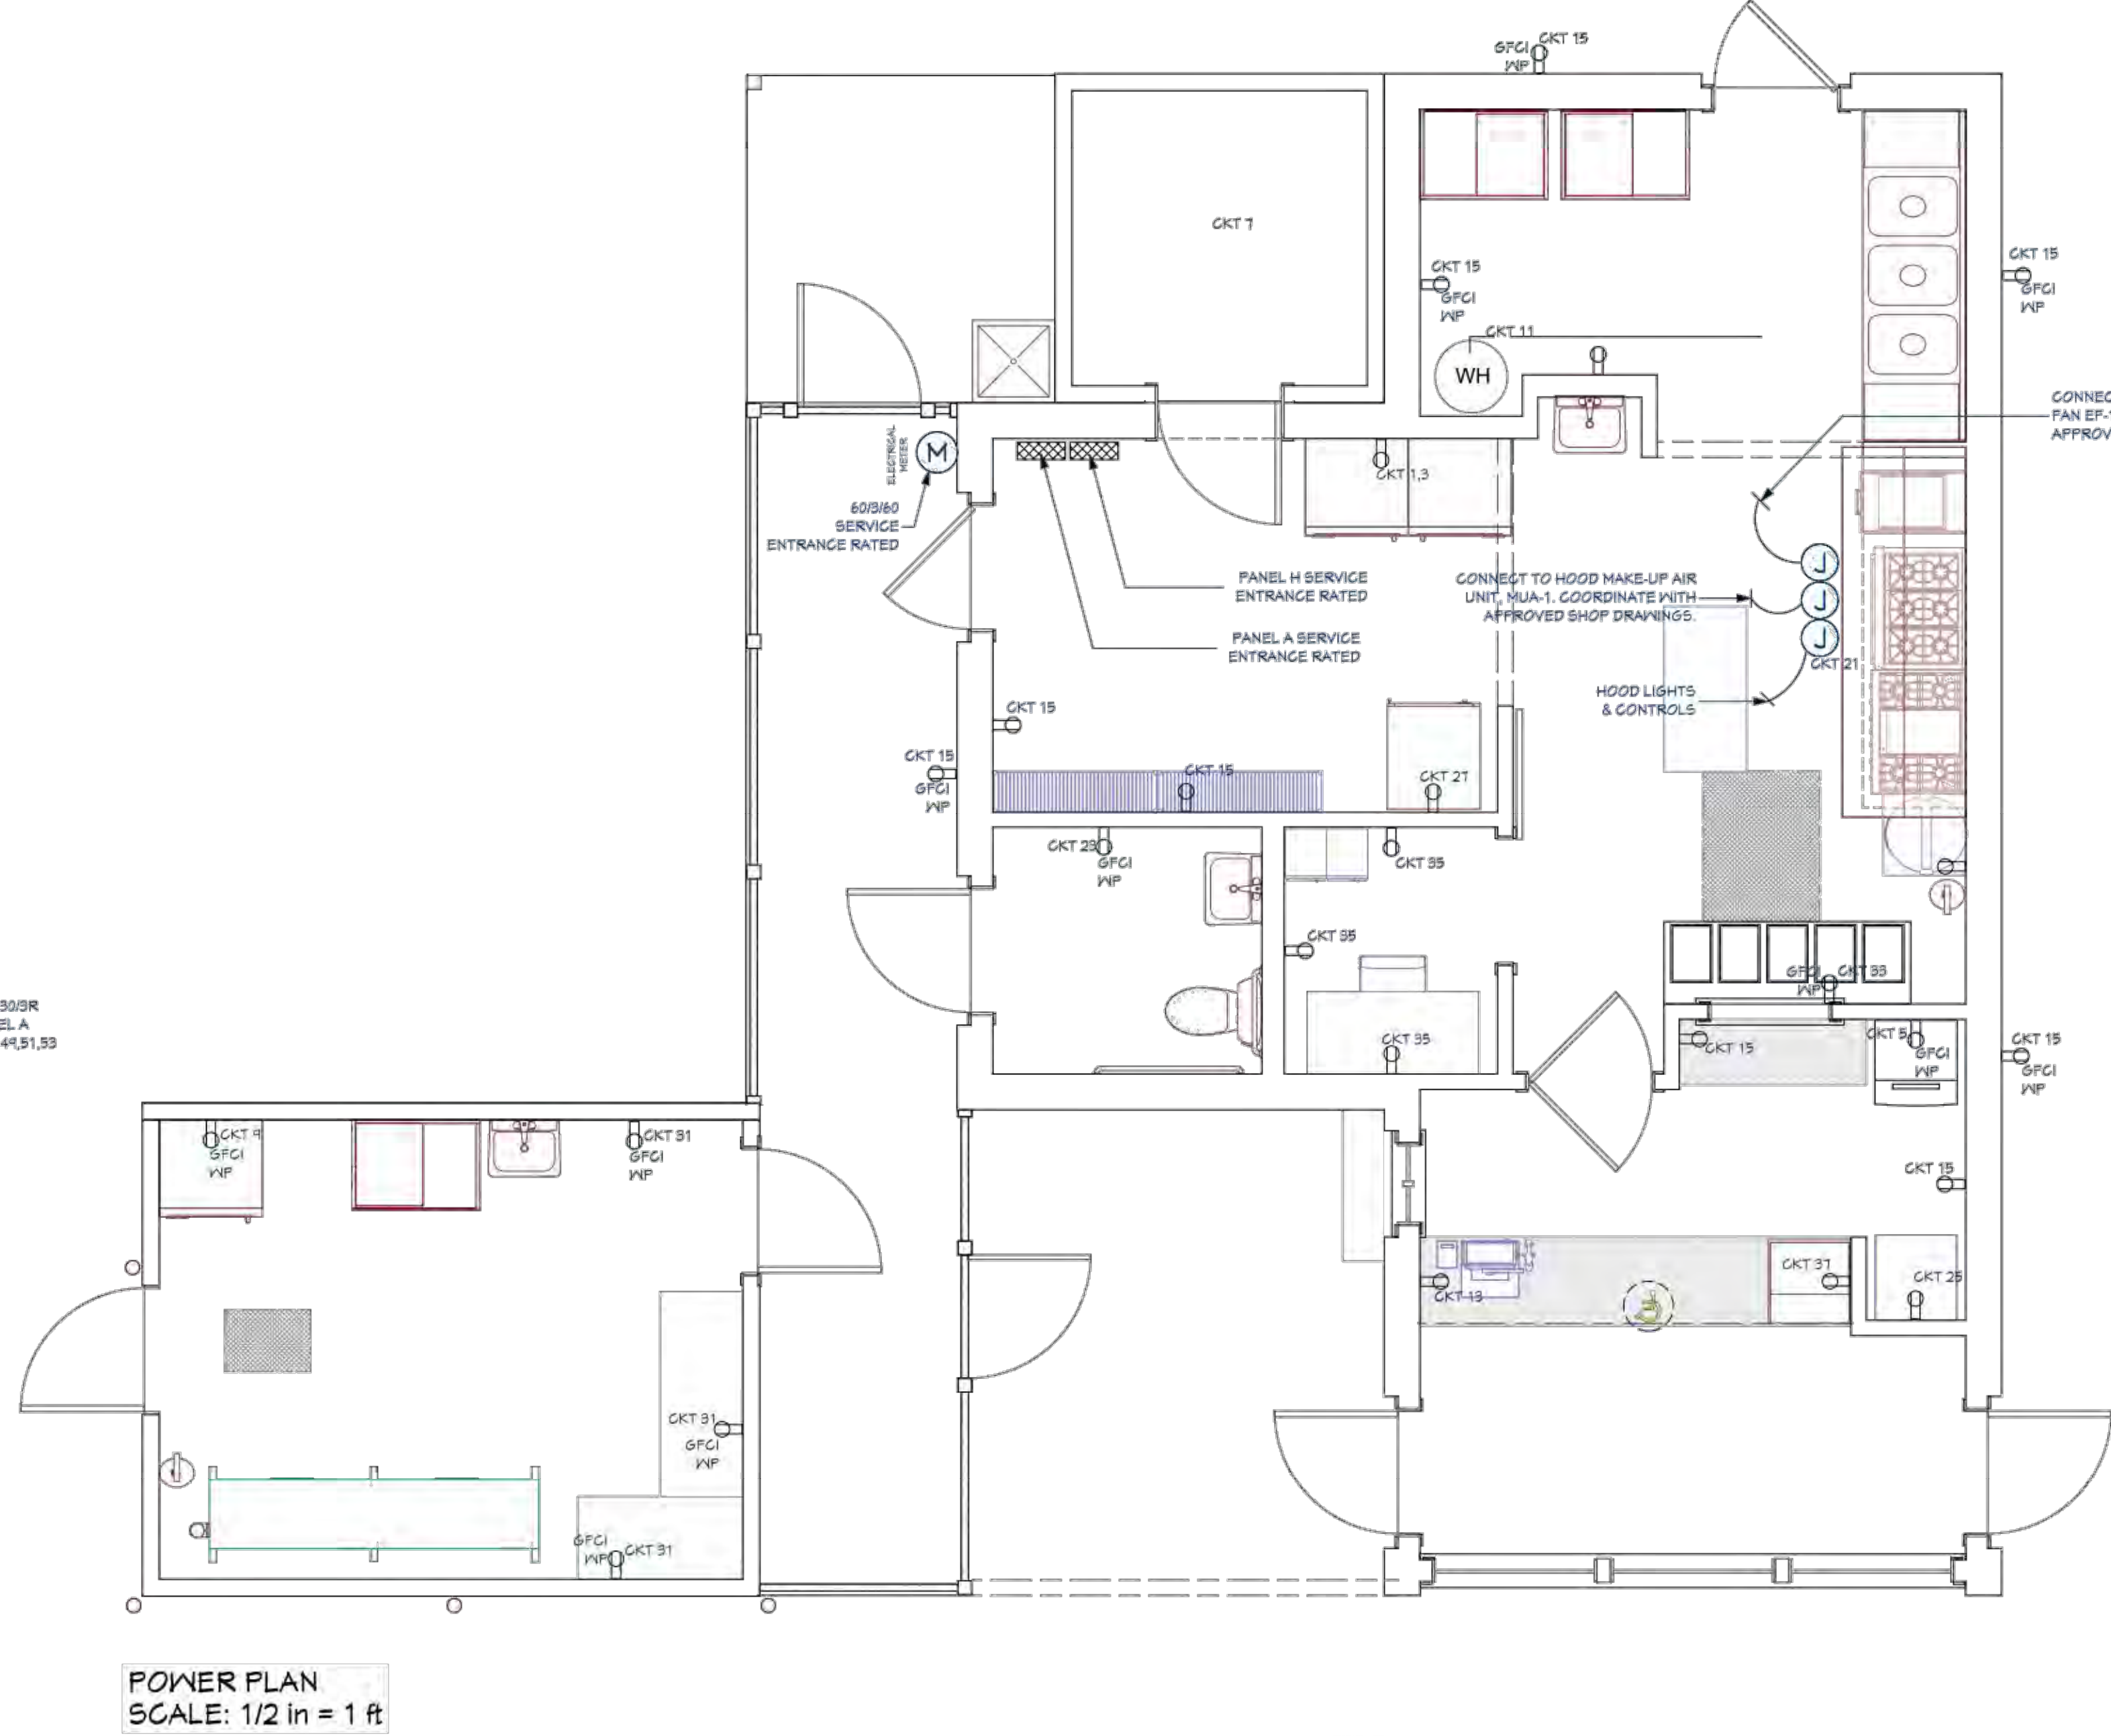 GFCI CKT 15
WP
CKT 7
CKT 15
GFCI
WP
CKT 15
GFCI
WP
CKT 11
WH
CONNEC
FAN EF-1
APPROV
ELECTRICAL
METER
M
60/3/60
SERVICE
ENTRANCE RATED
CKT 1,3
PANEL H SERVICE
ENTRANCE RATED
PANEL A SERVICE
ENTRANCE RATED
CONNECT TO HOOD MAKE-UP AIR
UNIT, MUA-1. COORDINATE WITH
APPROVED SHOP DRAWINGS.
J
J
J
CKT 21
HOOD LIGHTS
& CONTROLS
CKT 15
CKT 15
GFCI
WP
CKT 15
CKT 27
CKT 23
GFCI
WP
CKT 35
CKT 35
CKT 35
GFCI CKT 33
WP
30/3R
EL A
49,51,53
CKT 15
CKT 5
GFCI
WP
CKT 15
GFCI
WP
CKT 9
GFCI
WP
CKT 31
GFCI
WP
CKT 15
CKT 13
CKT 37
CKT 25
CKT 31
GFCI
WP
GFCI
WP CKT 31
POWER PLAN
SCALE: 1/2 in = 1 ft